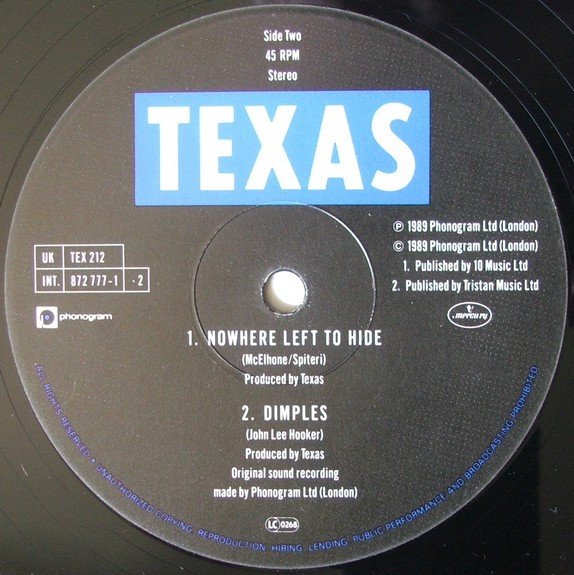 Side Two
45 RPM
Stereo
TEXAS
℗ 1989 Phonogram Ltd (London)
© 1989 Phonogram Ltd (London)
1. Published by 10 Music Ltd
2. Published by Tristan Music Ltd
UK TEX 212
INT. 872 777-1 · 2
phonogram
mercury
1. NOWHERE LEFT TO HIDE
(McElhone/Spiteri)
Produced by Texas
2. DIMPLES
(John Lee Hooker)
Produced by Texas
Original sound recording
made by Phonogram Ltd (London)
LC 0268
ALL RIGHTS RESERVED • UNAUTHORIZED COPYING, REPRODUCTION, HIRING, LENDING, PUBLIC PERFORMANCE AND BROADCASTING PROHIBITED